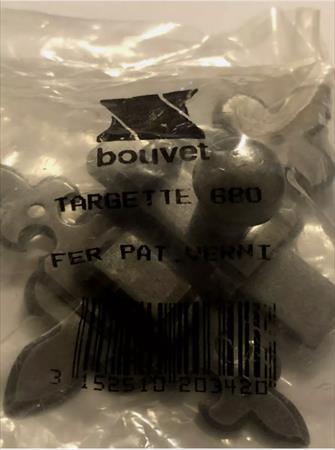 bouvet
TARGETTE 680
FER PAT.VERNI
3 152510 203420